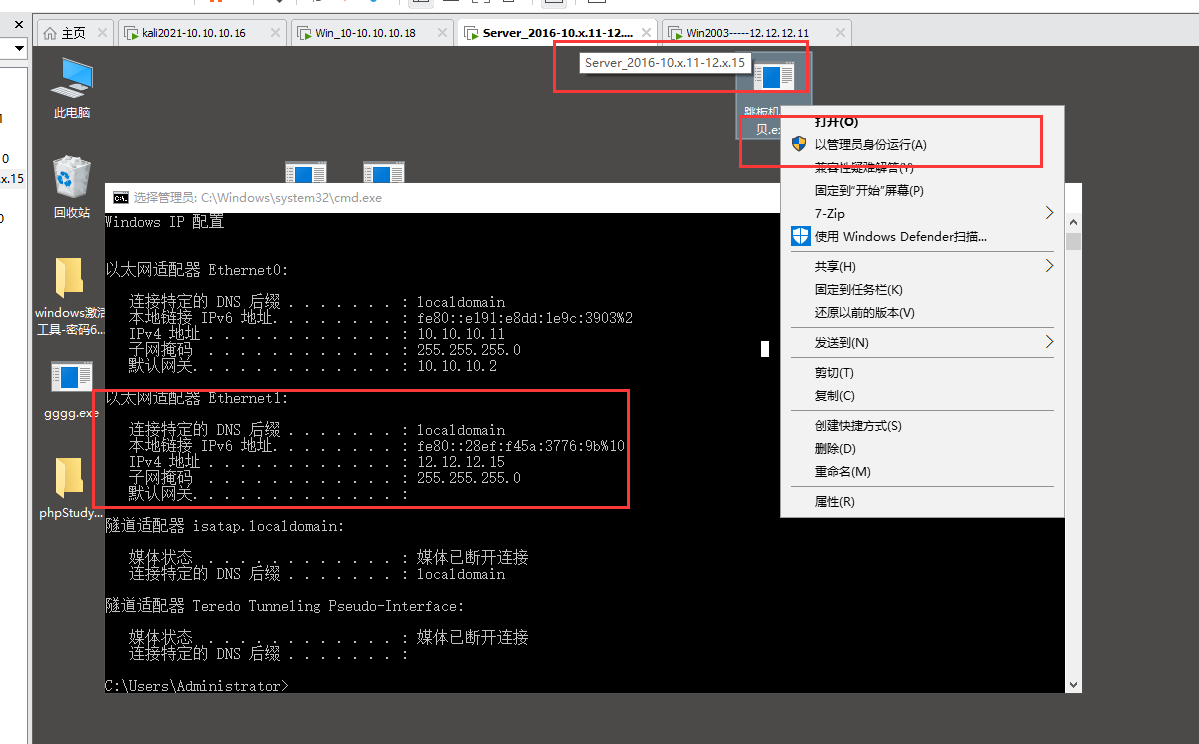 主页
kali2021-10.10.10.16
Win_10-10.10.10.18
Server_2016-10.x.11-12....
Win2003-----12.12.12.11
Server_2016-10.x.11-12.x.15
0
x.15
此电脑
回收站
windows激活
工具-密码6...
gggg.exe
phpStudy...
跳板机
贝.ex
选择管理员: C:\Windows\system32\cmd.exe
Windows IP 配置
以太网适配器 Ethernet0:
连接特定的 DNS 后缀 . . . . . . . : localdomain
本地链接 IPv6 地址. . . . . . . . : fe80::e191:e8dd:1e9c:3903%2
IPv4 地址 . . . . . . . . . . . . : 10.10.10.11
子网掩码 . . . . . . . . . . . . : 255.255.255.0
默认网关. . . . . . . . . . . . . : 10.10.10.2
以太网适配器 Ethernet1:
连接特定的 DNS 后缀 . . . . . . . : localdomain
本地链接 IPv6 地址. . . . . . . . : fe80::28ef:f45a:3776:9b%10
IPv4 地址 . . . . . . . . . . . . : 12.12.12.15
子网掩码 . . . . . . . . . . . . : 255.255.255.0
默认网关. . . . . . . . . . . . . :
隧道适配器 isatap.localdomain:
媒体状态 . . . . . . . . . . . . : 媒体已断开连接
连接特定的 DNS 后缀 . . . . . . . : localdomain
隧道适配器 Teredo Tunneling Pseudo-Interface:
媒体状态 . . . . . . . . . . . . : 媒体已断开连接
连接特定的 DNS 后缀 . . . . . . . :
C:\Users\Administrator>
打开(O)
以管理员身份运行(A)
兼容性疑难解答(Y)
固定到"开始"屏幕(P)
7-Zip
使用 Windows Defender扫描...
共享(H)
固定到任务栏(K)
还原以前的版本(V)
发送到(N)
剪切(T)
复制(C)
创建快捷方式(S)
删除(D)
重命名(M)
属性(R)